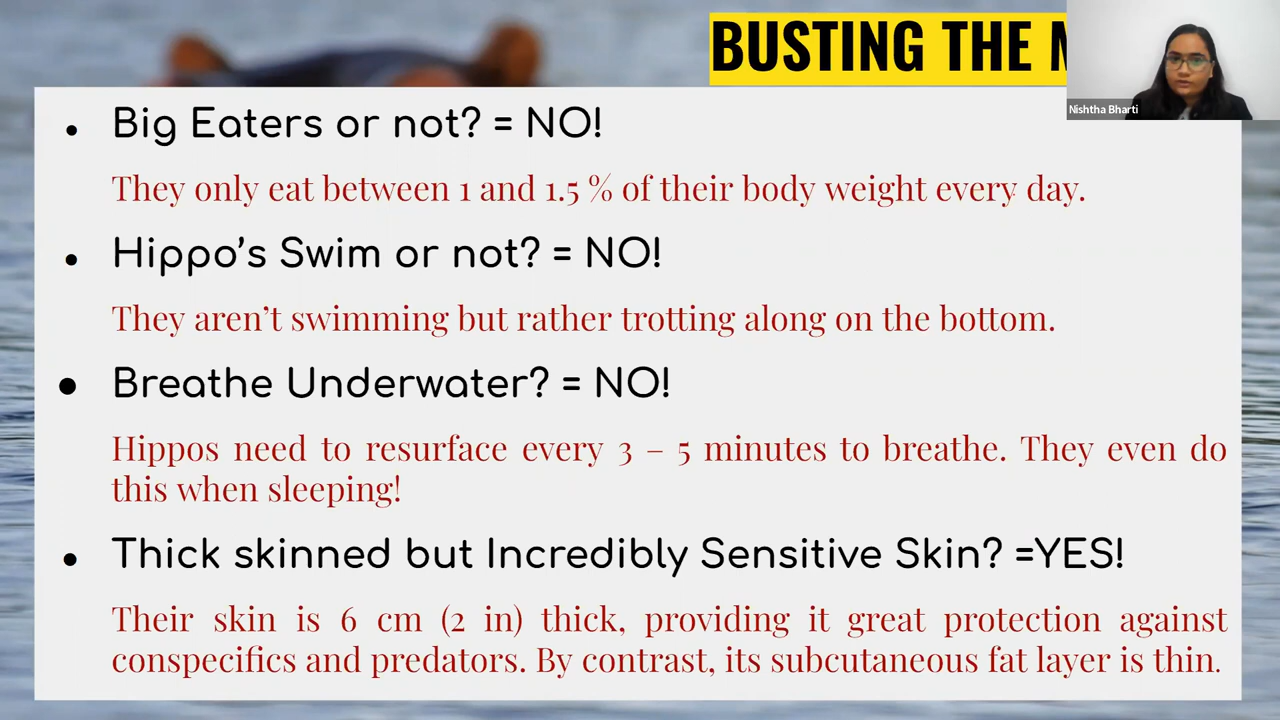 BUSTING THE
Nishtha Bharti
• Big Eaters or not? = NO!
They only eat between 1 and 1.5 % of their body weight every day.
• Hippo's Swim or not? = NO!
They aren't swimming but rather trotting along on the bottom.
• Breathe Underwater? = NO!
Hippos need to resurface every 3 – 5 minutes to breathe. They even do
this when sleeping!
• Thick skinned but Incredibly Sensitive Skin? =YES!
Their skin is 6 cm (2 in) thick, providing it great protection against
conspecifics and predators. By contrast, its subcutaneous fat layer is thin.